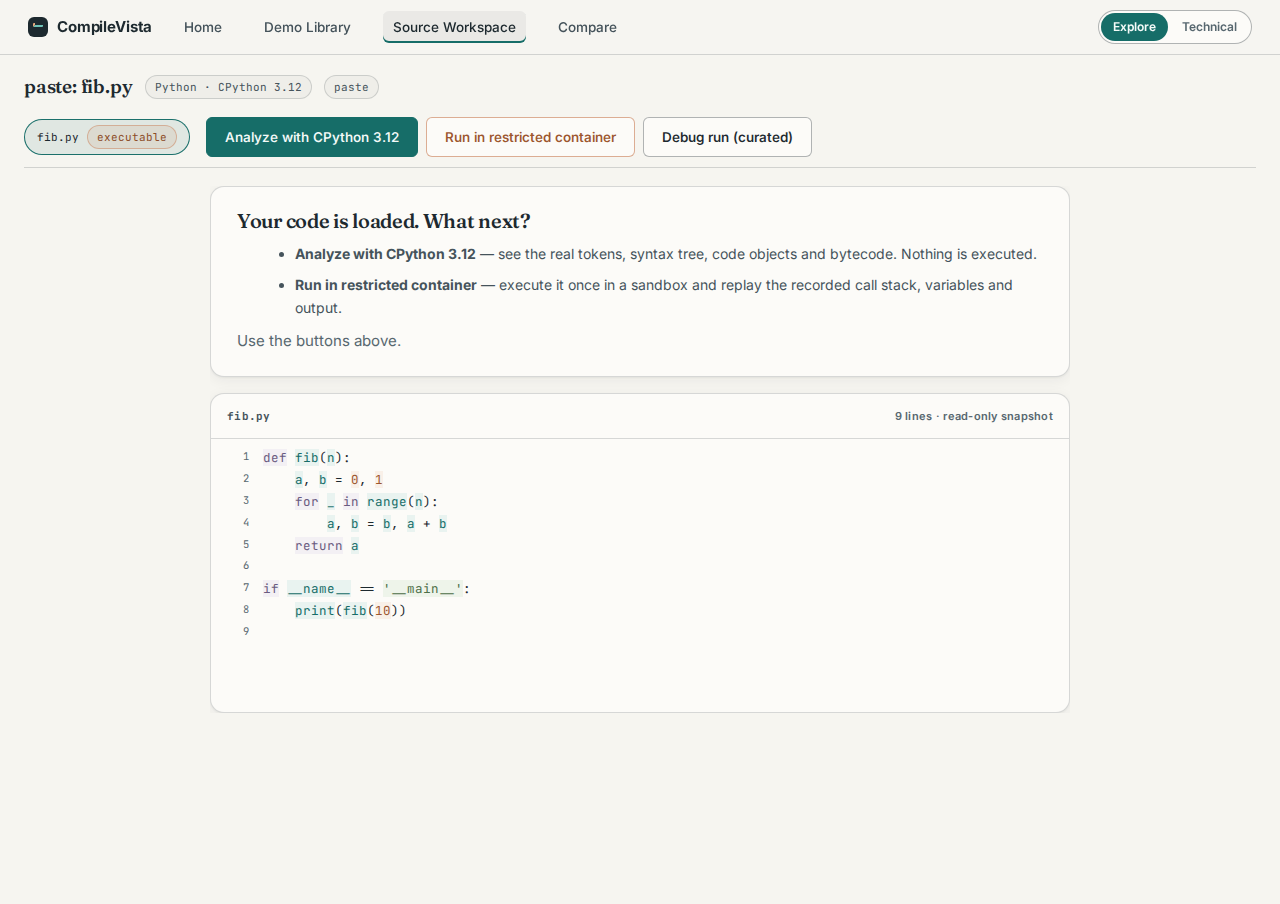 CompileVista Home Demo Library Source Workspace Compare Explore Technical
paste: fib.py Python · CPython 3.12 paste
fib.py executable Analyze with CPython 3.12 Run in restricted container Debug run (curated)
Your code is loaded. What next?
• Analyze with CPython 3.12 — see the real tokens, syntax tree, code objects and bytecode. Nothing is executed.
• Run in restricted container — execute it once in a sandbox and replay the recorded call stack, variables and
output.
Use the buttons above.
fib.py 9 lines · read-only snapshot
1 def fib(n):
2     a, b = 0, 1
3     for _ in range(n):
4         a, b = b, a + b
5     return a
6
7 if __name__ == '__main__':
8     print(fib(10))
9